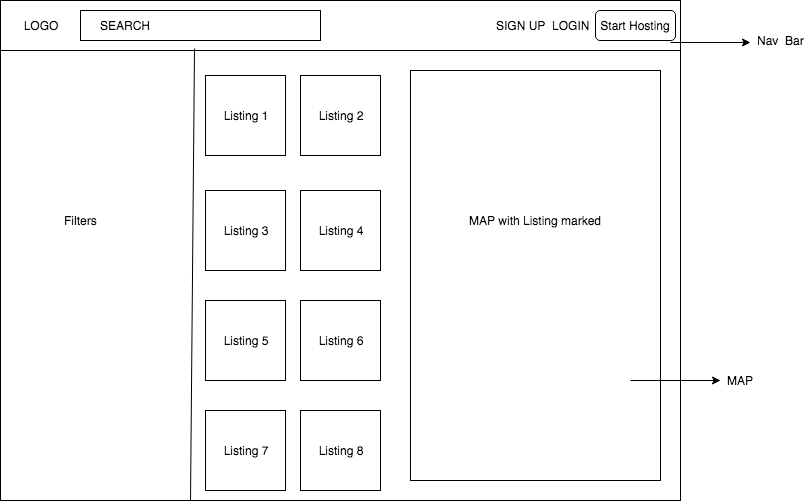 LOGO
SEARCH
SIGN UP LOGIN
Start Hosting
Nav Bar
Listing 1
Listing 2
Filters
Listing 3
Listing 4
MAP with Listing marked
Listing 5
Listing 6
MAP
Listing 7
Listing 8